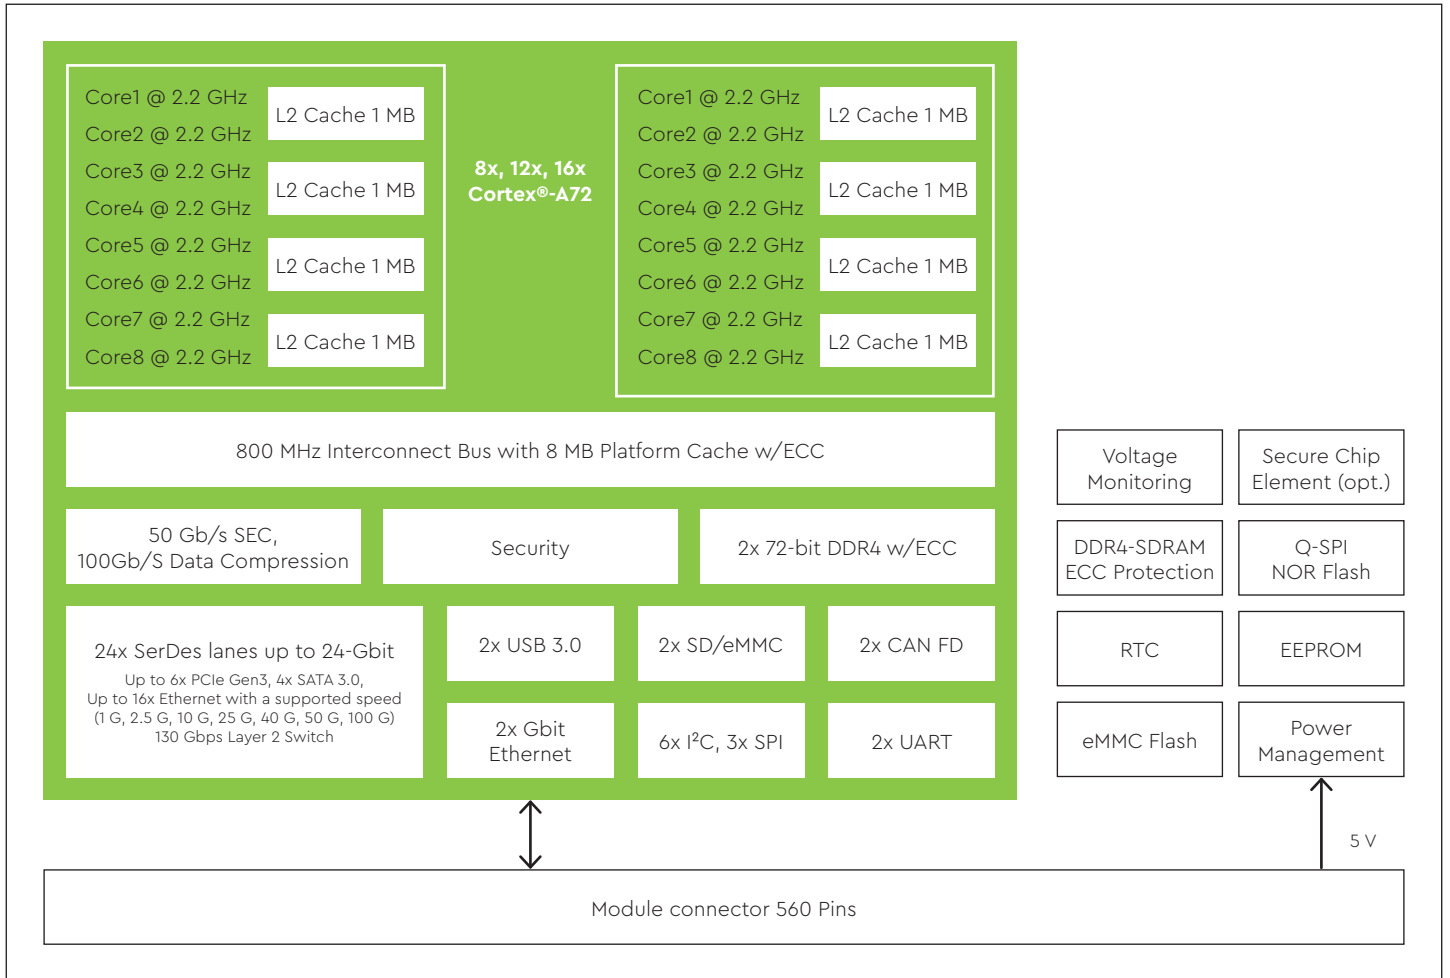 Core1 @ 2.2 GHz
Core2 @ 2.2 GHz
L2 Cache 1 MB
Core3 @ 2.2 GHz
Core4 @ 2.2 GHz
L2 Cache 1 MB
Core5 @ 2.2 GHz
Core6 @ 2.2 GHz
L2 Cache 1 MB
Core7 @ 2.2 GHz
Core8 @ 2.2 GHz
L2 Cache 1 MB
8x, 12x, 16x
Cortex®-A72
Core1 @ 2.2 GHz
Core2 @ 2.2 GHz
L2 Cache 1 MB
Core3 @ 2.2 GHz
Core4 @ 2.2 GHz
L2 Cache 1 MB
Core5 @ 2.2 GHz
Core6 @ 2.2 GHz
L2 Cache 1 MB
Core7 @ 2.2 GHz
Core8 @ 2.2 GHz
L2 Cache 1 MB
800 MHz Interconnect Bus with 8 MB Platform Cache w/ECC
50 Gb/s SEC,
100Gb/S Data Compression
Security
2x 72-bit DDR4 w/ECC
24x SerDes lanes up to 24-Gbit
Up to 6x PCIe Gen3, 4x SATA 3.0,
Up to 16x Ethernet with a supported speed
(1 G, 2.5 G, 10 G, 25 G, 40 G, 50 G, 100 G)
130 Gbps Layer 2 Switch
2x USB 3.0
2x SD/eMMC
2x CAN FD
2x Gbit
Ethernet
6x I²C, 3x SPI
2x UART
Voltage
Monitoring
Secure Chip
Element (opt.)
DDR4-SDRAM
ECC Protection
Q-SPI
NOR Flash
RTC
EEPROM
eMMC Flash
Power
Management
5 V
Module connector 560 Pins